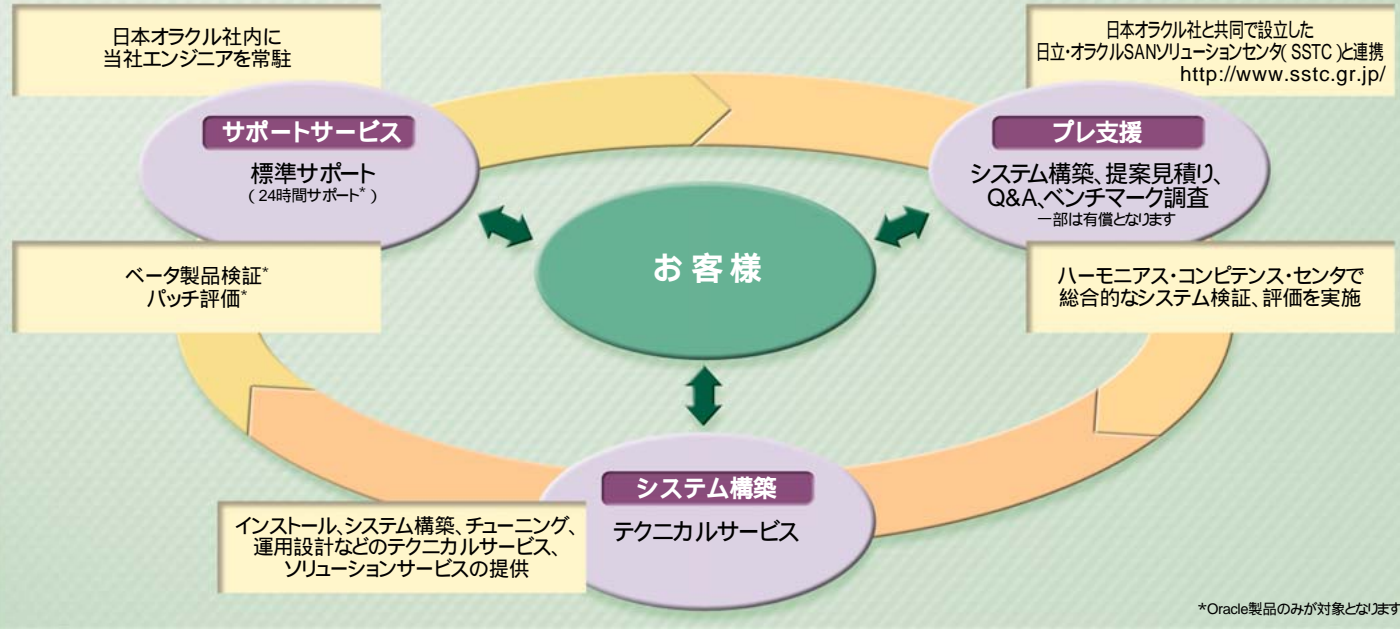 日本オラクル社内に
当社エンジニアを常駐
サポートサービス
標準サポート
(24時間サポート*)
ベータ製品検証*
パッチ評価*
日本オラクル社と共同で設立した
日立・オラクルSANソリューションセンタ(SSTC)と連携
http://www.sstc.gr.jp/
プレ支援
システム構築、提案見積り、
Q&A、ベンチマーク調査
一部は有償となります
ハーモニアス・コンピテンス・センタで
総合的なシステム検証、評価を実施
お客様
システム構築
テクニカルサービス
インストール、システム構築、チューニング、
運用設計などのテクニカルサービス、
ソリューションサービスの提供
*Oracle製品のみが対象となります